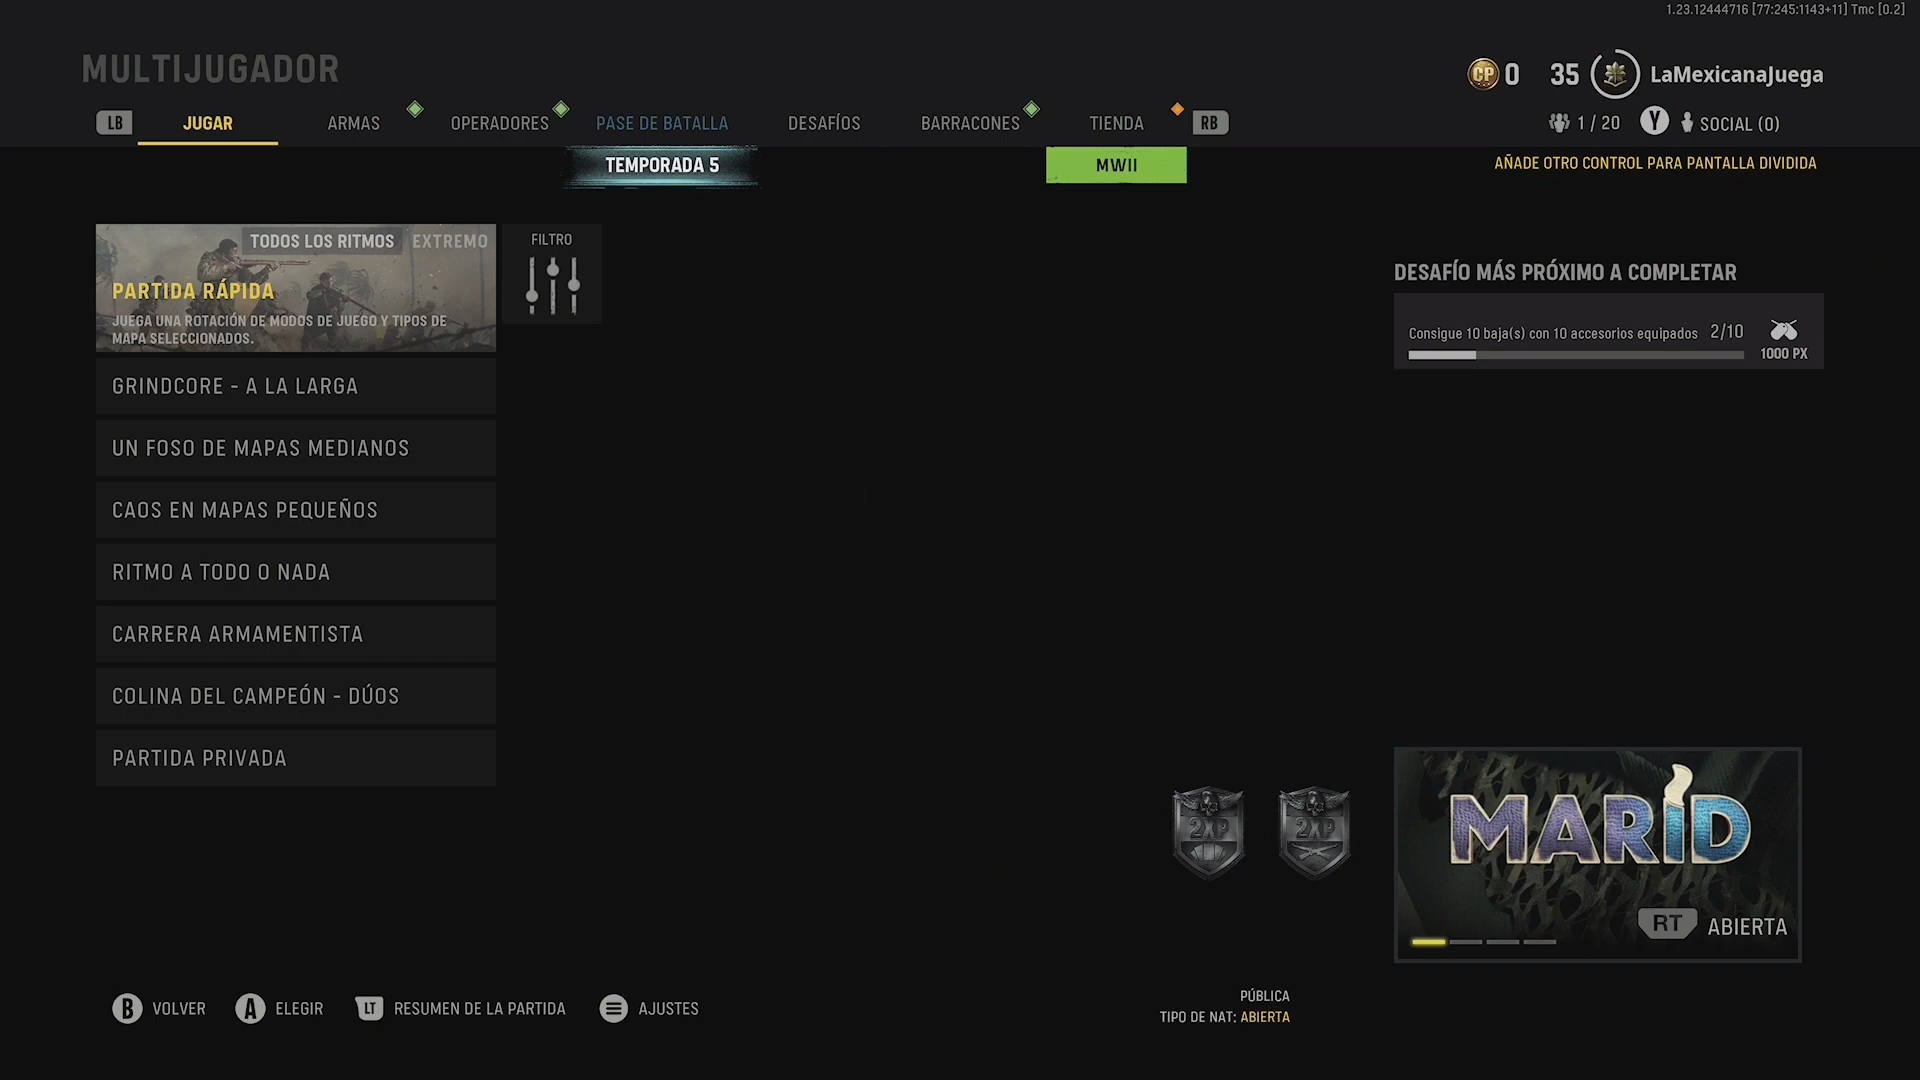 1.23.12444716 [77:245:1143+11] Tmc [0.2]
MULTIJUGADOR
CP 0 35 LaMexicanaJuega
LB JUGAR ARMAS OPERADORES PASE DE BATALLA DESAFÍOS BARRACONES TIENDA RB
1 / 20 Y SOCIAL (0)
TEMPORADA 5 MWII
AÑADE OTRO CONTROL PARA PANTALLA DIVIDIDA
TODOS LOS RITMOS EXTREMO
PARTIDA RÁPIDA
JUEGA UNA ROTACIÓN DE MODOS DE JUEGO Y TIPOS DE
MAPA SELECCIONADOS.
FILTRO
GRINDCORE - A LA LARGA
UN FOSO DE MAPAS MEDIANOS
CAOS EN MAPAS PEQUEÑOS
RITMO A TODO O NADA
CARRERA ARMAMENTISTA
COLINA DEL CAMPEÓN - DÚOS
PARTIDA PRIVADA
DESAFÍO MÁS PRÓXIMO A COMPLETAR
Consigue 10 baja(s) con 10 accesorios equipados 2/10
1000 PX
2XP 2XP
MARID
RT ABIERTA
B VOLVER A ELEGIR LT RESUMEN DE LA PARTIDA AJUSTES
PÚBLICA
TIPO DE NAT: ABIERTA